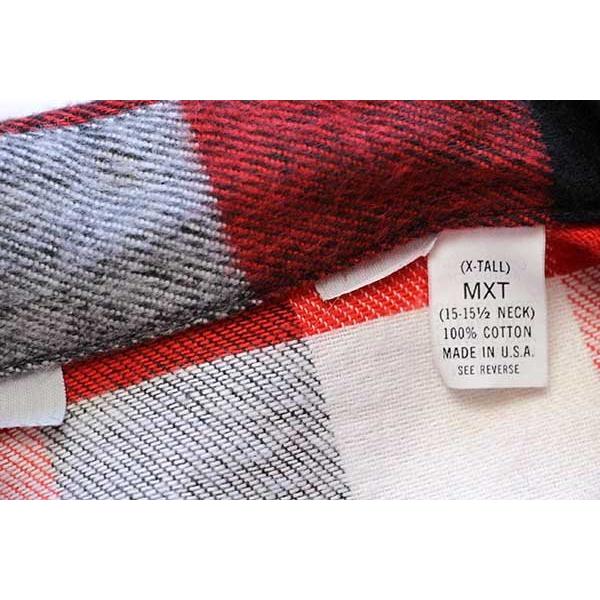 (X-TALL)
MXT
(15-15½ NECK)
100% COTTON
MADE IN U.S.A.
SEE REVERSE